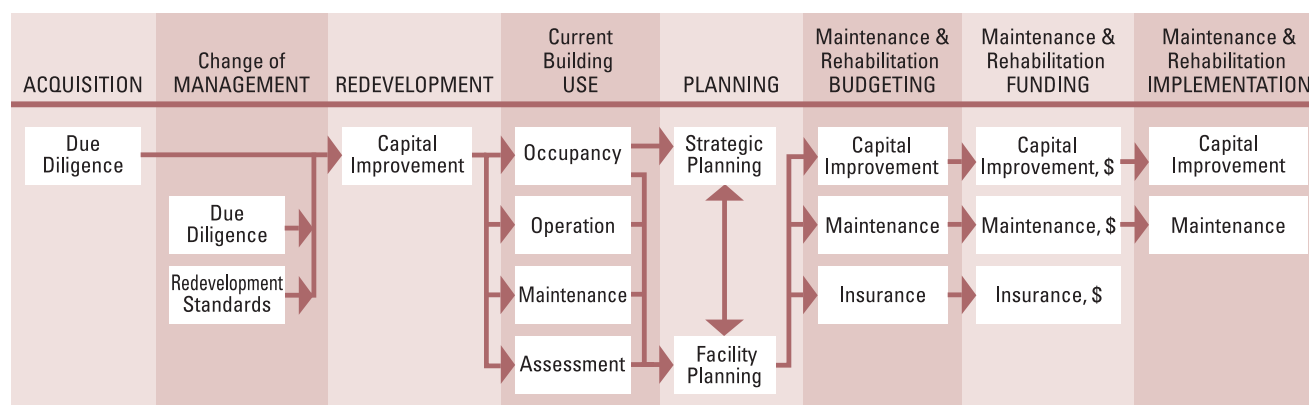 ACQUISITION
Change of
MANAGEMENT
REDEVELOPMENT
Current
Building
USE
PLANNING
Maintenance &
Rehabilitation
BUDGETING
Maintenance &
Rehabilitation
FUNDING
Maintenance &
Rehabilitation
IMPLEMENTATION
Due
Diligence
Due
Diligence
Redevelopment
Standards
Capital
Improvement
Occupancy
Operation
Maintenance
Assessment
Strategic
Planning
Facility
Planning
Capital
Improvement
Maintenance
Insurance
Capital
Improvement, $
Maintenance, $
Insurance, $
Capital
Improvement
Maintenance